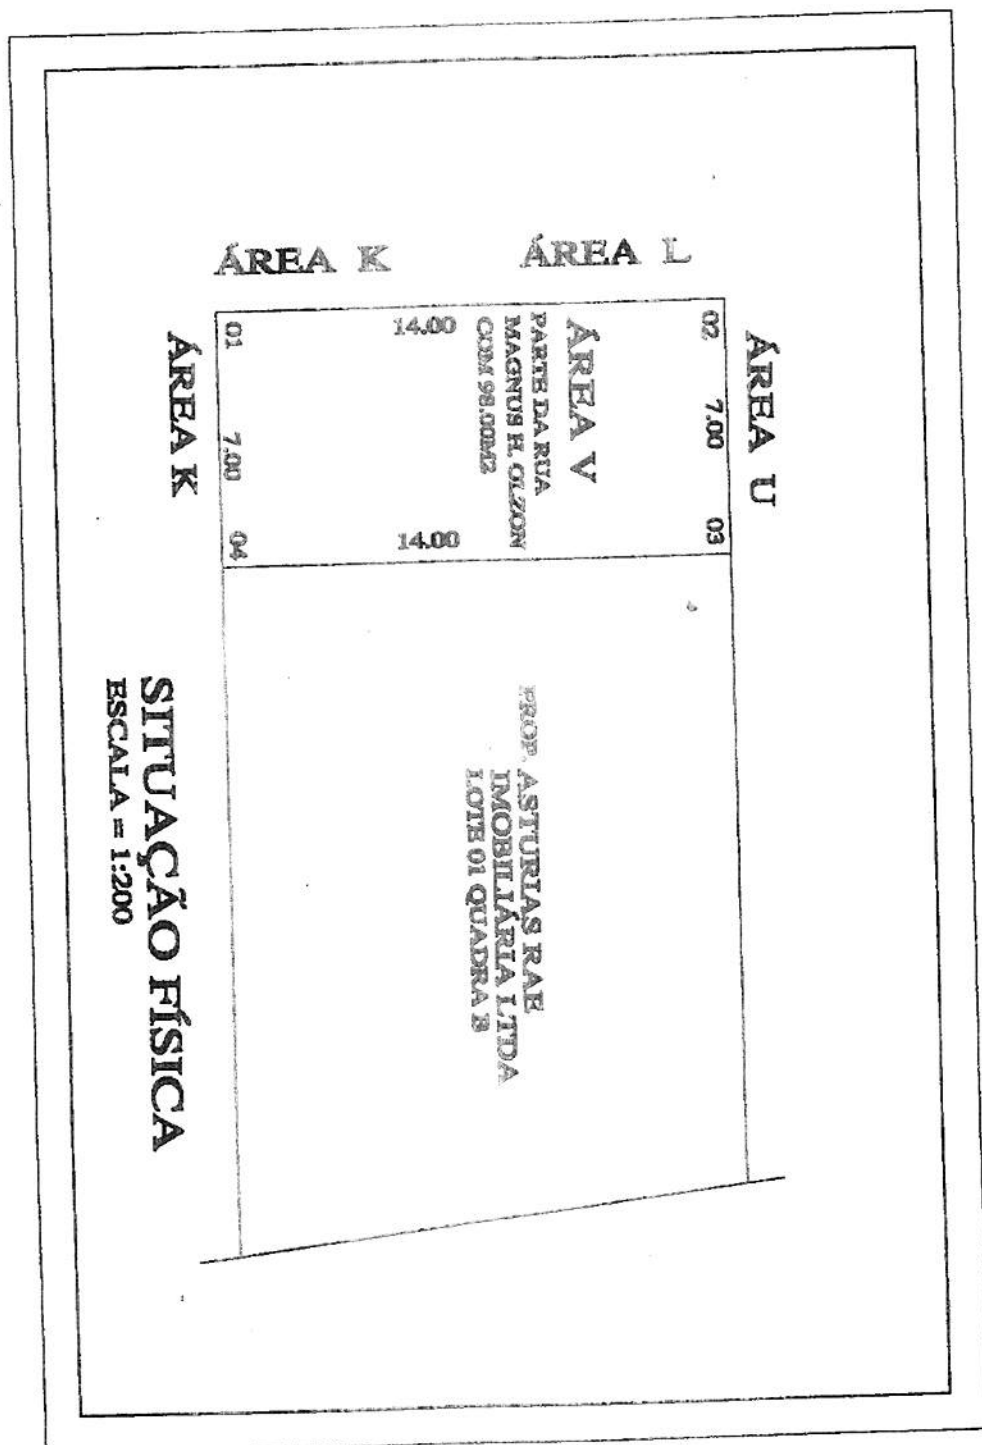 ÁREA K
ÁREA L
ÁREA U
02
7.00
03
ÁREA V
PARTE DA RUA
MAGNUS H. OLZON
COM 98.00M2
14.00
14.00
01
7.00
04
ÁREA K
PROP. ASTURIAS RAE
IMOBILIÁRIA LTDA
LOTE 01 QUADRA B
SITUAÇÃO FÍSICA
ESCALA = 1:200